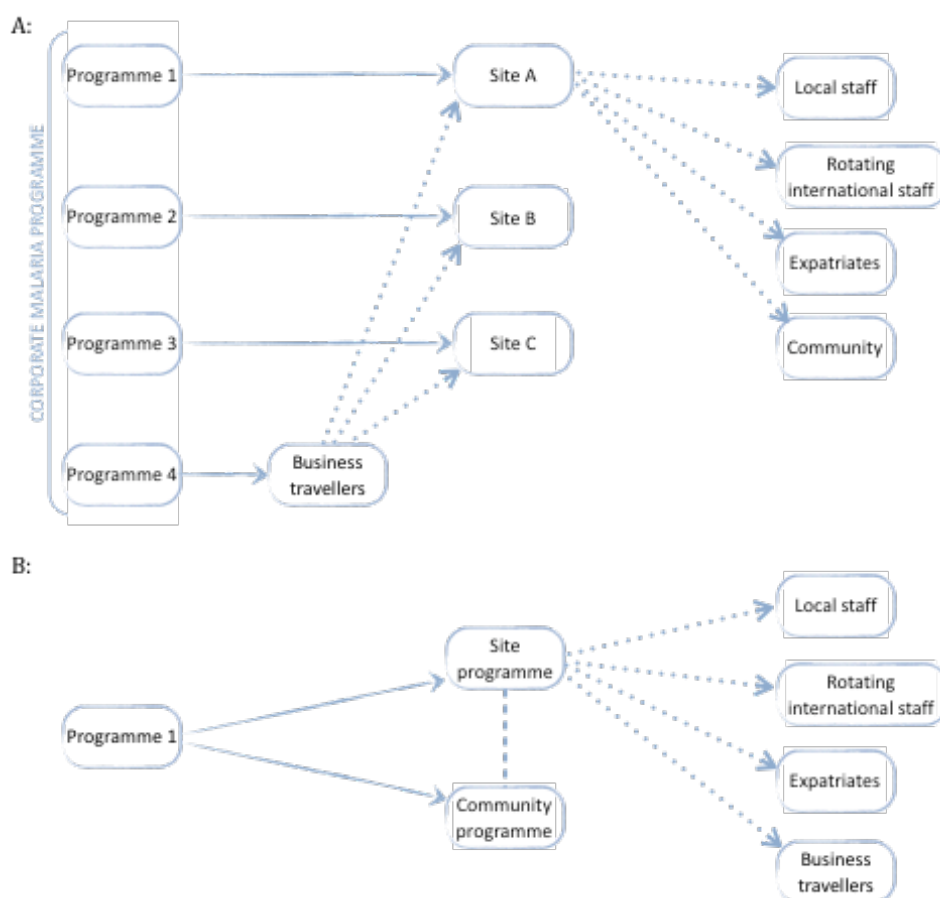 A:
CORPORATE MALARIA PROGRAMME
Programme 1
Site A
Local staff
Rotating
international staff
Programme 2
Site B
Expatriates
Programme 3
Site C
Community
Programme 4
Business
travellers
B:
Local staff
Site
programme
Rotating
international staff
Programme 1
Expatriates
Community
programme
Business
travellers